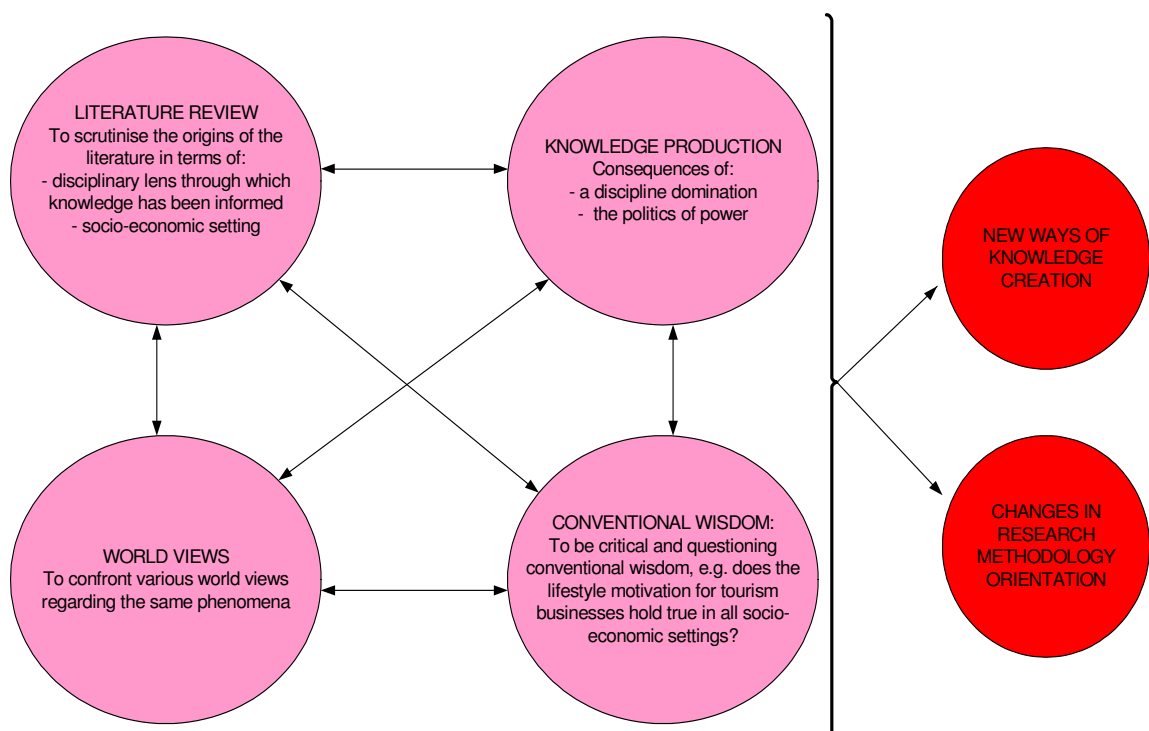 LITERATURE REVIEW
To scrutinise the origins of the
literature in terms of:
- disciplinary lens through which
knowledge has been informed
- socio-economic setting
KNOWLEDGE PRODUCTION
Consequences of:
- a discipline domination
- the politics of power
NEW WAYS OF
KNOWLEDGE
CREATION
WORLD VIEWS
To confront various world views
regarding the same phenomena
CONVENTIONAL WISDOM:
To be critical and questioning
conventional wisdom, e.g. does the
lifestyle motivation for tourism
businesses hold true in all socio-
economic settings?
CHANGES IN
RESEARCH
METHODOLOGY
ORIENTATION